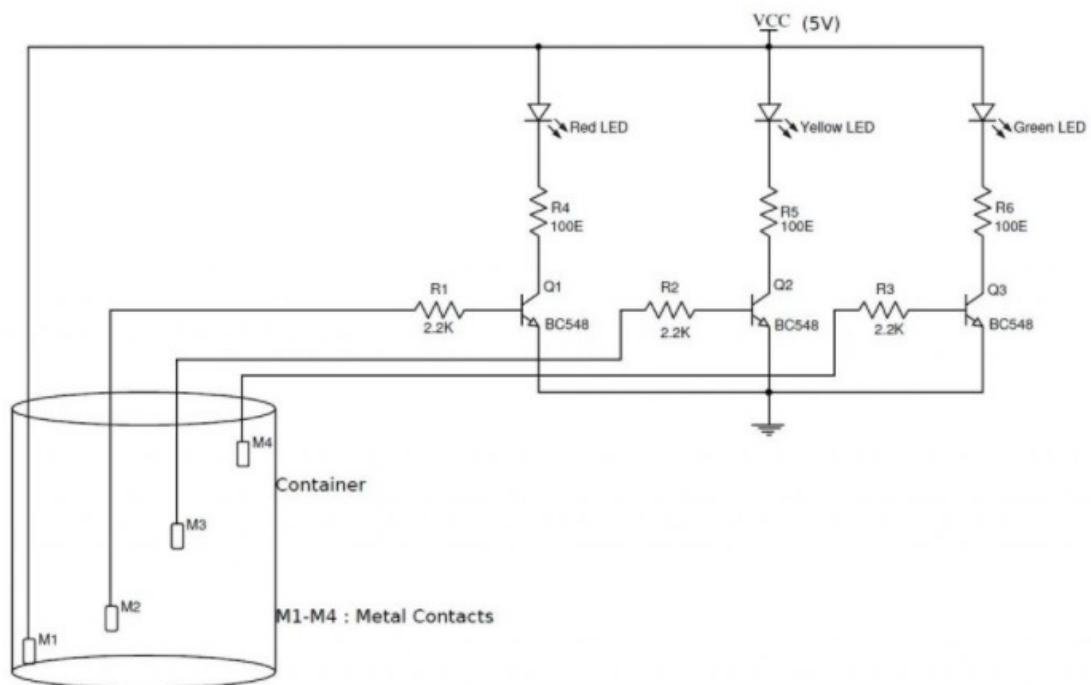 VCC (5V)
Red LED
Yellow LED
Green LED
R4
100E
R5
100E
R6
100E
R1
2.2K
Q1
BC548
R2
2.2K
Q2
BC548
R3
2.2K
Q3
BC548
M4
Container
M3
M2
M1-M4 : Metal Contacts
M1